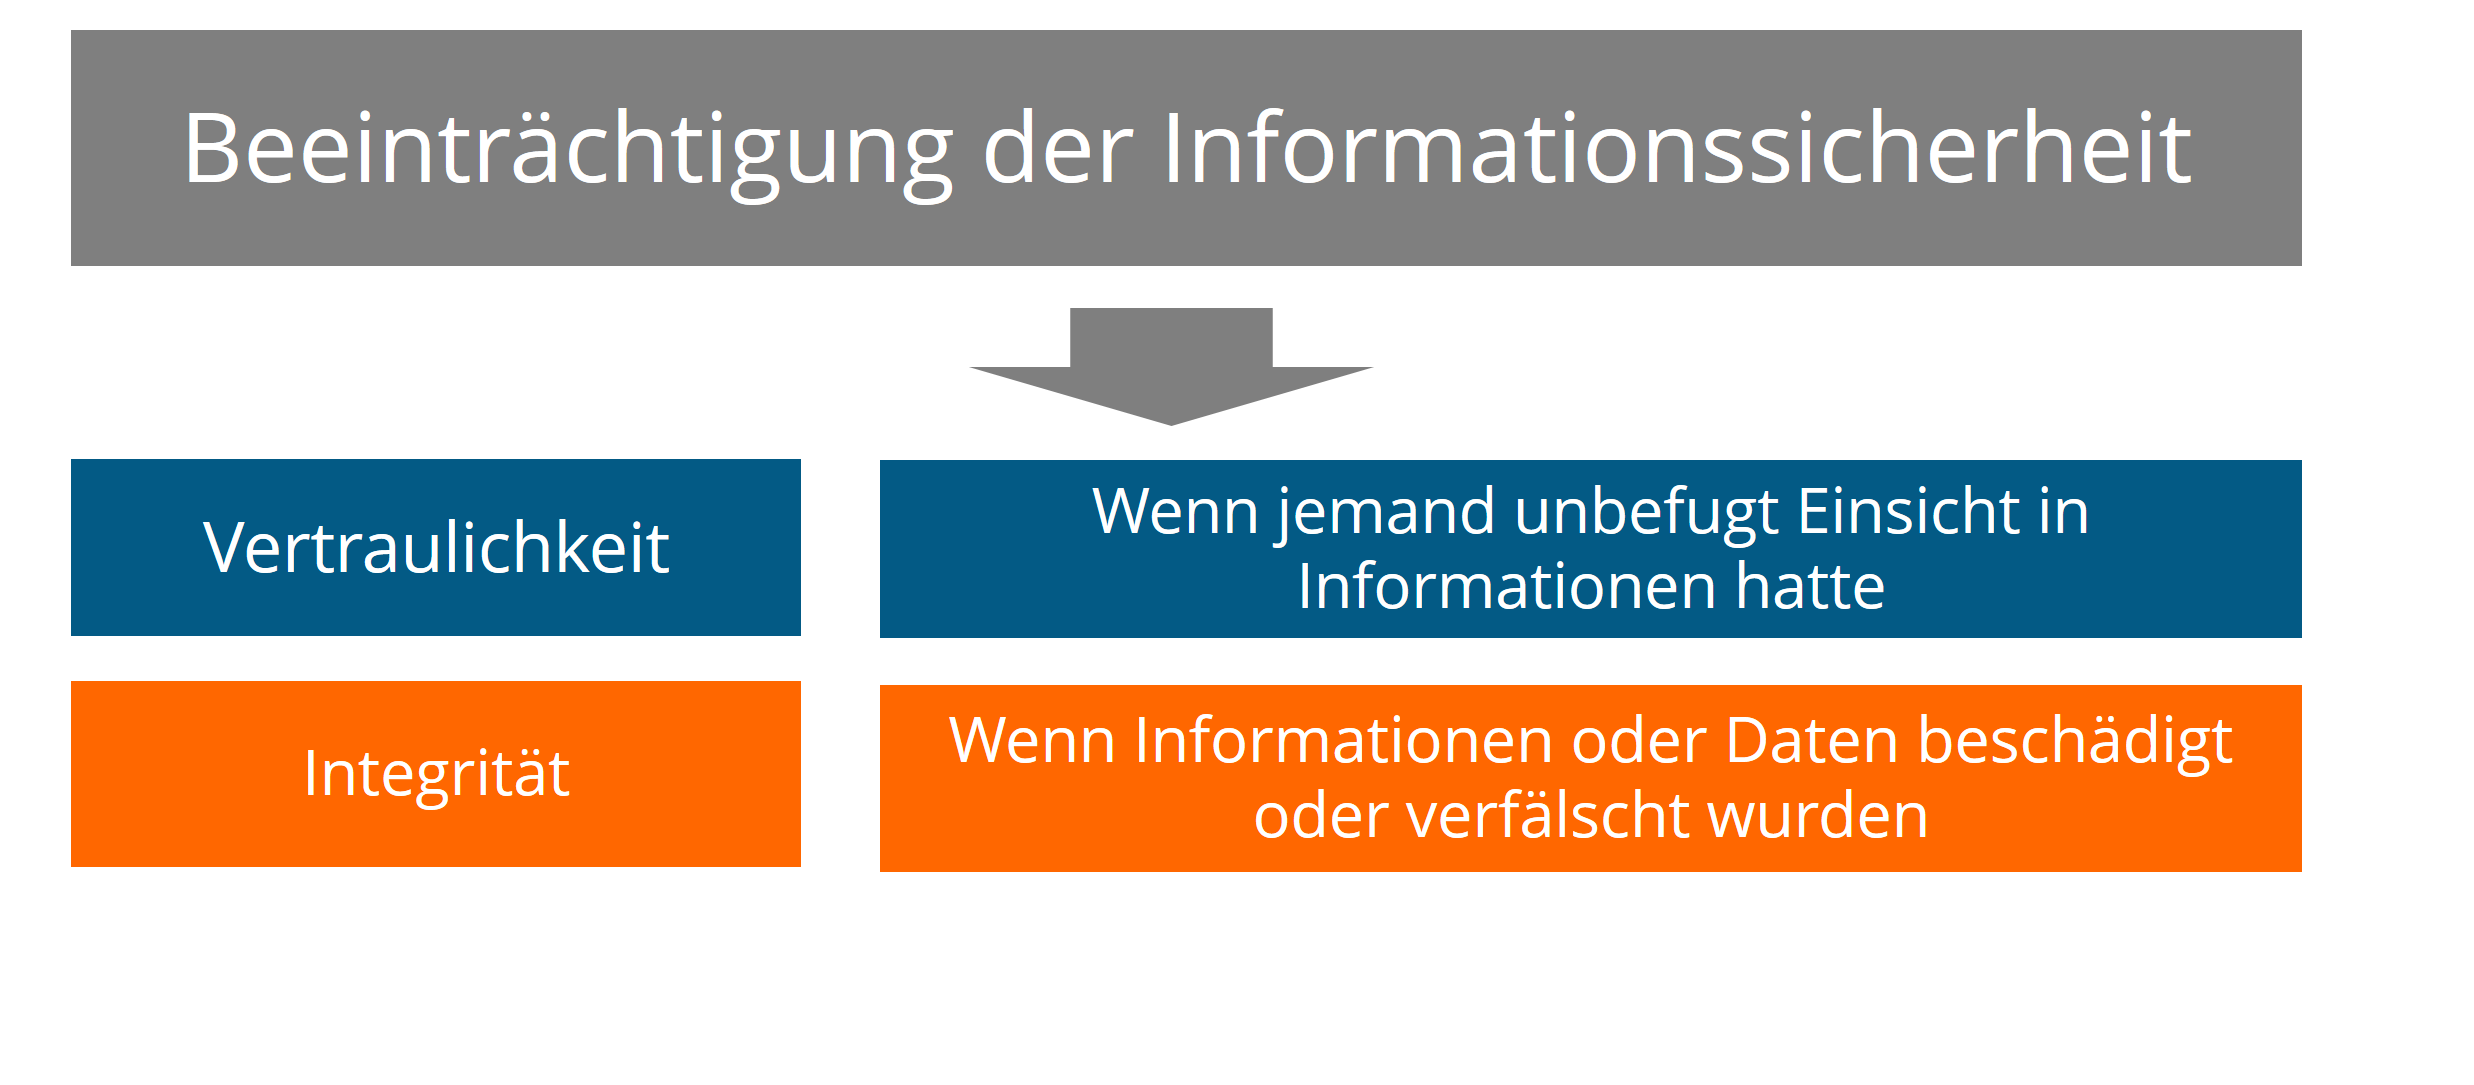 Beeinträchtigung der Informationssicherheit
Vertraulichkeit
Wenn jemand unbefugt Einsicht in
Informationen hatte
Integrität
Wenn Informationen oder Daten beschädigt
oder verfälscht wurden